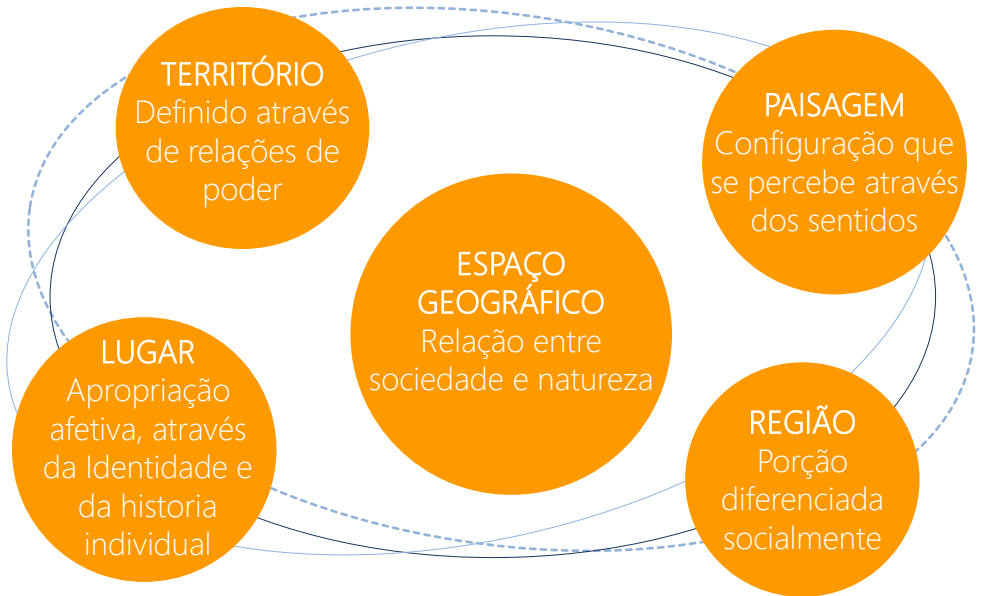 TERRITÓRIO
Definido através
de relações de
poder
PAISAGEM
Configuração que
se percebe através
dos sentidos
ESPAÇO
GEOGRÁFICO
Relação entre
sociedade e natureza
LUGAR
Apropriação
afetiva, através
da Identidade e
da historia
individual
REGIÃO
Porção
diferenciada
socialmente